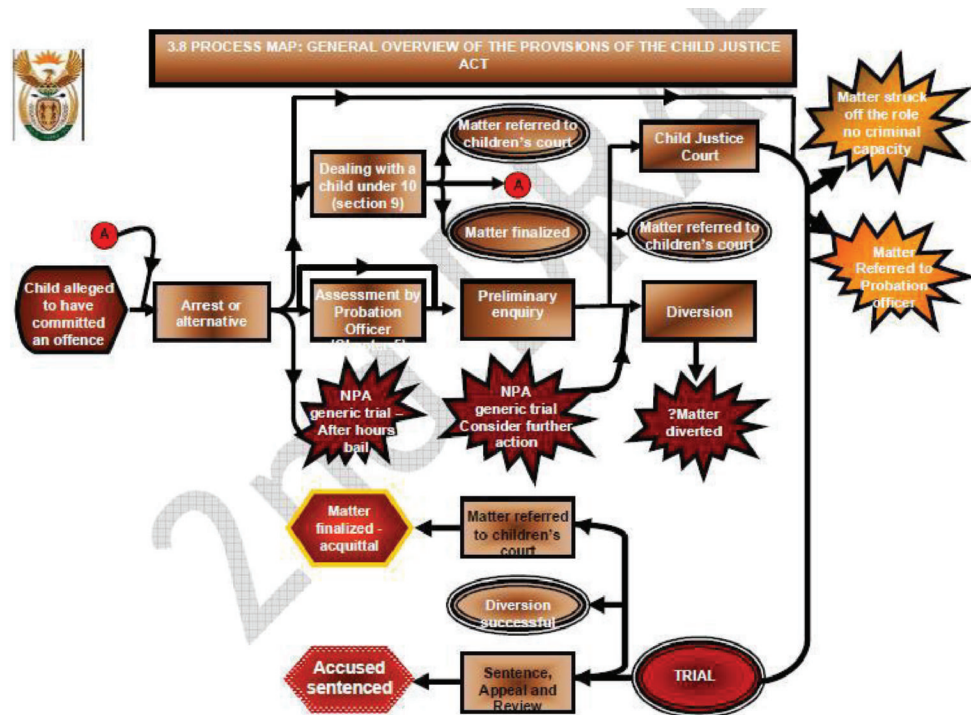 3.8 PROCESS MAP: GENERAL OVERVIEW OF THE PROVISIONS OF THE CHILD JUSTICE
ACT
Matter struck
off the role
no criminal
capacity
Matter referred to
children's court
Child Justice
Court
Dealing with a
child under 10
(section 9)
A
Matter finalized
Matter referred to
children's court
Matter
Referred to
Probation
officer
A
Child alleged
to have
committed
an offence
Arrest or
alternative
Assessment by
Probation
Officer
Preliminary
enquiry
Diversion
NPA
generic trial –
After hours
bail
NPA
generic trial
Consider further
action
?Matter
diverted
Matter
finalized -
acquittal
Matter referred to
children's
court
Diversion
successful
Accused
sentenced
Sentence,
Appeal and
Review
TRIAL